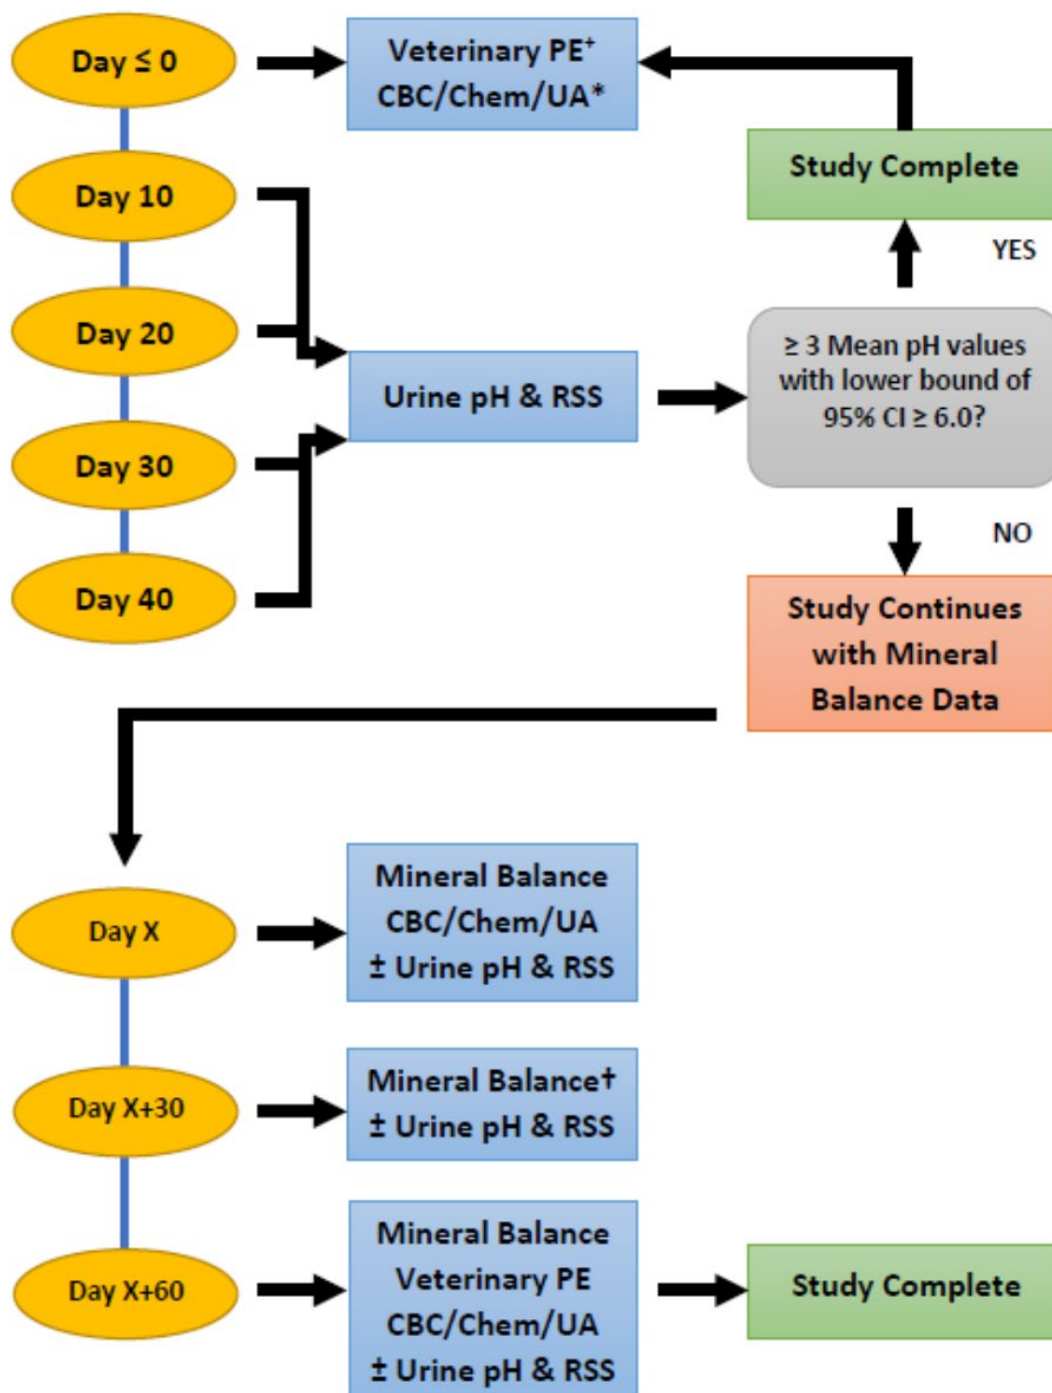 Day ≤ 0
Veterinary PE⁺
CBC/Chem/UA*
Study Complete
YES
Day 10
Day 20
Day 30
Day 40
Urine pH & RSS
≥ 3 Mean pH values
with lower bound of
95% CI ≥ 6.0?
NO
Study Continues
with Mineral
Balance Data
Day X
Mineral Balance
CBC/Chem/UA
± Urine pH & RSS
Day X+30
Mineral Balance†
± Urine pH & RSS
Day X+60
Mineral Balance
Veterinary PE
CBC/Chem/UA
± Urine pH & RSS
Study Complete